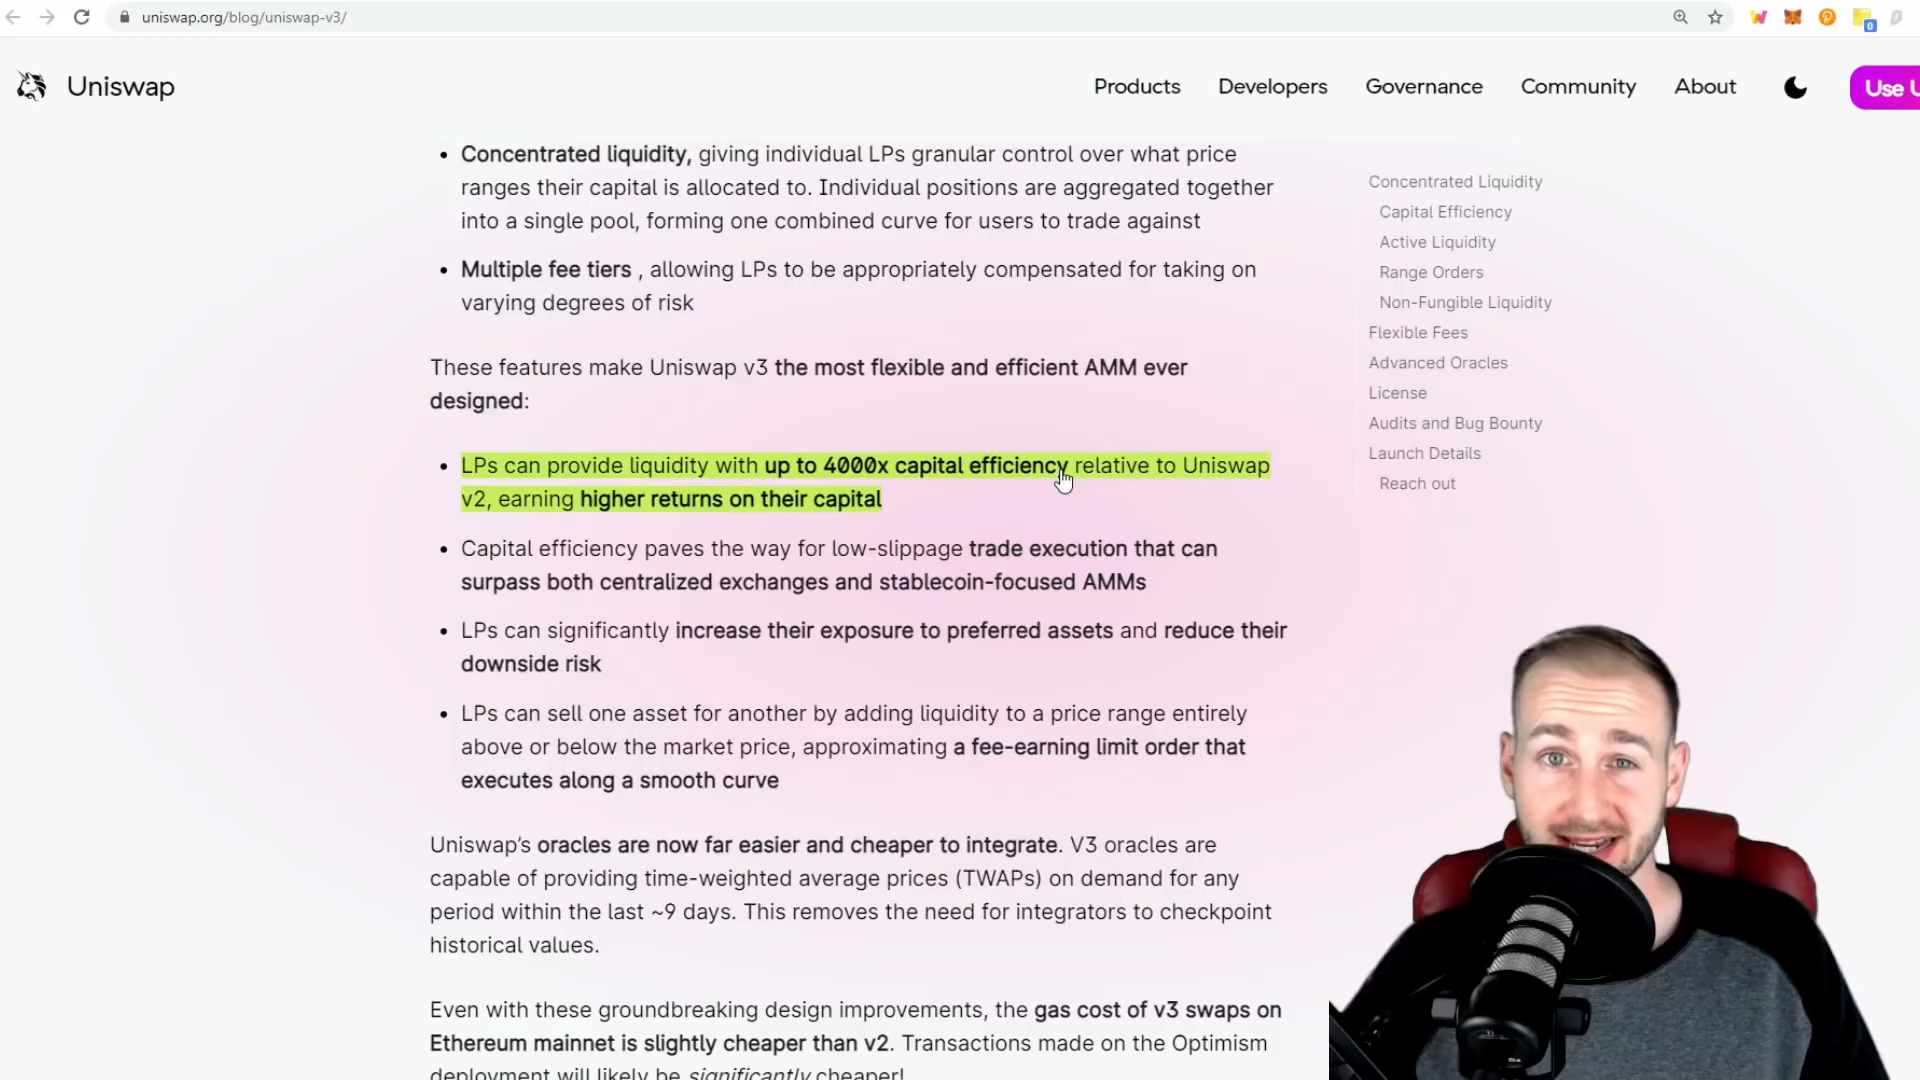 uniswap.org/blog/uniswap-v3/
0
Uniswap
Products Developers Governance Community About Use U
• Concentrated liquidity, giving individual LPs granular control over what price
ranges their capital is allocated to. Individual positions are aggregated together
into a single pool, forming one combined curve for users to trade against
• Multiple fee tiers , allowing LPs to be appropriately compensated for taking on
varying degrees of risk
These features make Uniswap v3 the most flexible and efficient AMM ever
designed:
• LPs can provide liquidity with up to 4000x capital efficiency relative to Uniswap
v2, earning higher returns on their capital
• Capital efficiency paves the way for low-slippage trade execution that can
surpass both centralized exchanges and stablecoin-focused AMMs
• LPs can significantly increase their exposure to preferred assets and reduce their
downside risk
• LPs can sell one asset for another by adding liquidity to a price range entirely
above or below the market price, approximating a fee-earning limit order that
executes along a smooth curve
Uniswap’s oracles are now far easier and cheaper to integrate. V3 oracles are
capable of providing time-weighted average prices (TWAPs) on demand for any
period within the last ~9 days. This removes the need for integrators to checkpoint
historical values.
Even with these groundbreaking design improvements, the gas cost of v3 swaps on
Ethereum mainnet is slightly cheaper than v2. Transactions made on the Optimism
deployment will likely be significantly cheaper!
Concentrated Liquidity
Capital Efficiency
Active Liquidity
Range Orders
Non-Fungible Liquidity
Flexible Fees
Advanced Oracles
License
Audits and Bug Bounty
Launch Details
Reach out